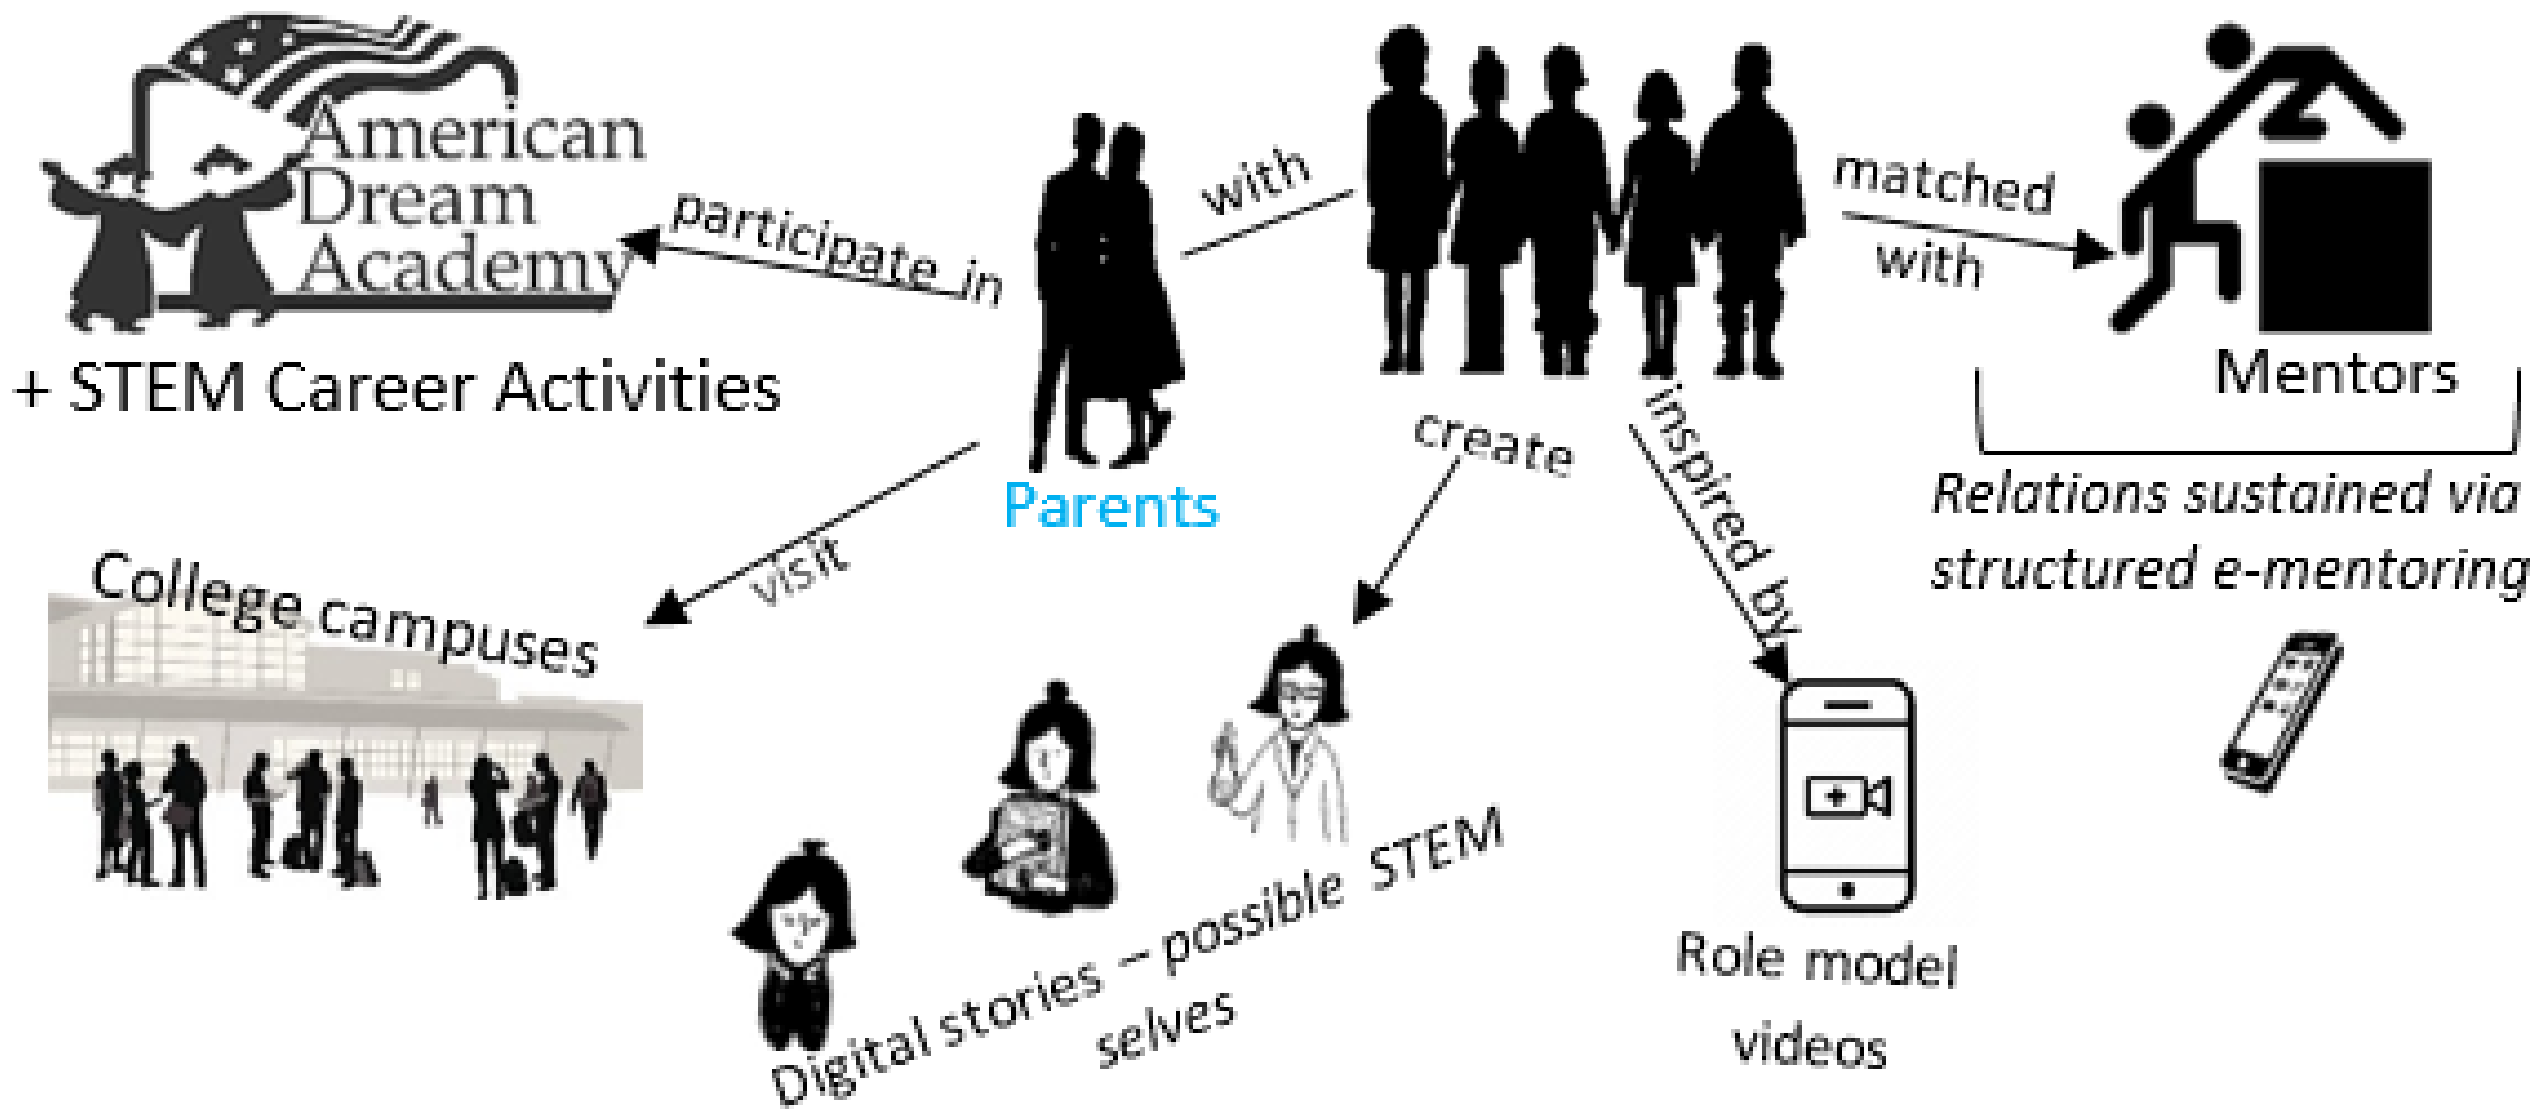 American
Dream
Academy
+ STEM Career Activities
participate in
with
matched
with
Mentors
Relations sustained via
structured e-mentoring
Parents
visit
College campuses
create
inspired by
Digital stories – possible STEM
selves
Role model
videos